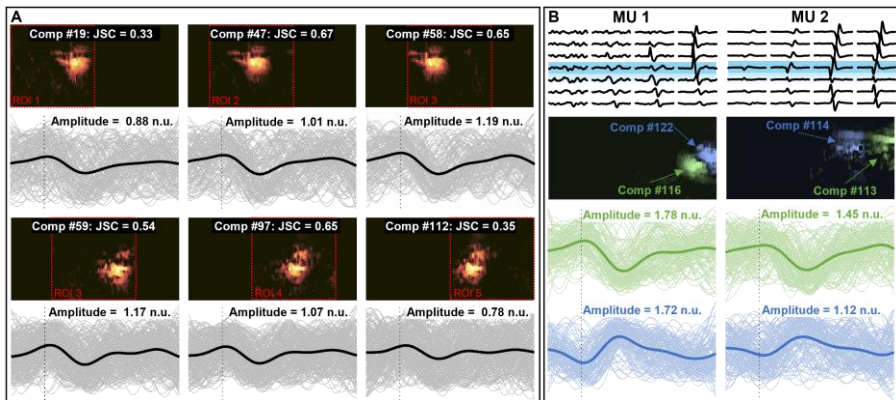 A
Comp #19: JSC = 0.33
Comp #47: JSC = 0.67
Comp #58: JSC = 0.65
ROI 1
ROI 2
ROI 3
Amplitude = 0.88 n.u.
Amplitude = 1.01 n.u.
Amplitude = 1.19 n.u.
Comp #59: JSC = 0.54
Comp #97: JSC = 0.65
Comp #112: JSC = 0.35
ROI 3
ROI 4
ROI 5
Amplitude = 1.17 n.u.
Amplitude = 1.07 n.u.
Amplitude = 0.78 n.u.
B
MU 1
MU 2
Comp #122
Comp #116
Comp #114
Comp #113
Amplitude = 1.78 n.u.
Amplitude = 1.45 n.u.
Amplitude = 1.72 n.u.
Amplitude = 1.12 n.u.